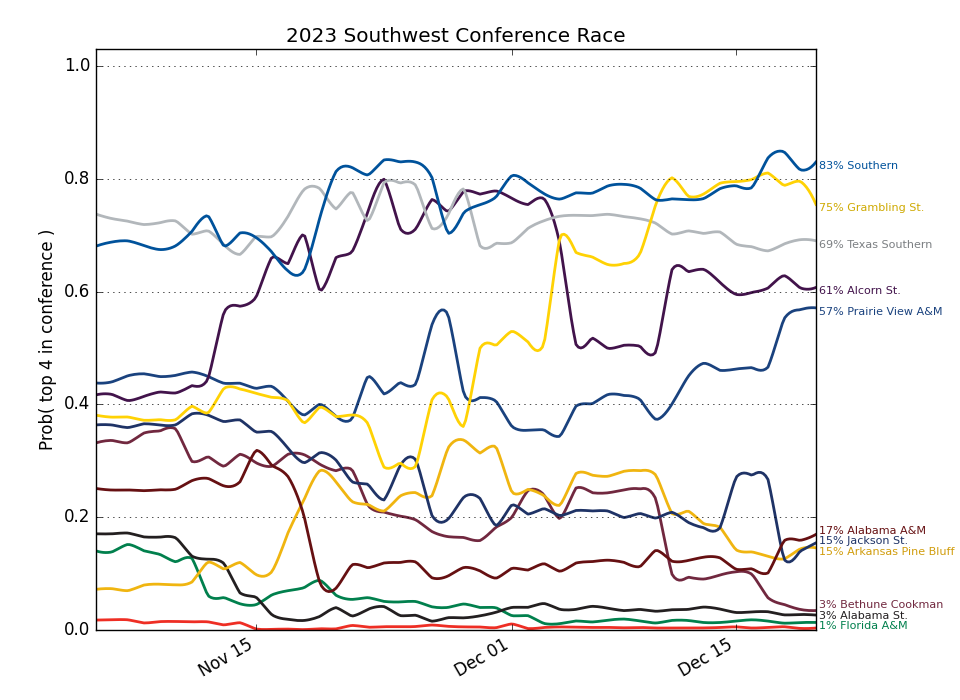 2023 Southwest Conference Race
Prob( top 4 in conference )
1.0
0.8
0.6
0.4
0.2
0.0
Nov 15
Dec 01
Dec 15
83% Southern
75% Grambling St.
69% Texas Southern
61% Alcorn St.
57% Prairie View A&M
17% Alabama A&M
15% Jackson St.
15% Arkansas Pine Bluff
3% Bethune Cookman
3% Alabama St.
1% Florida A&M